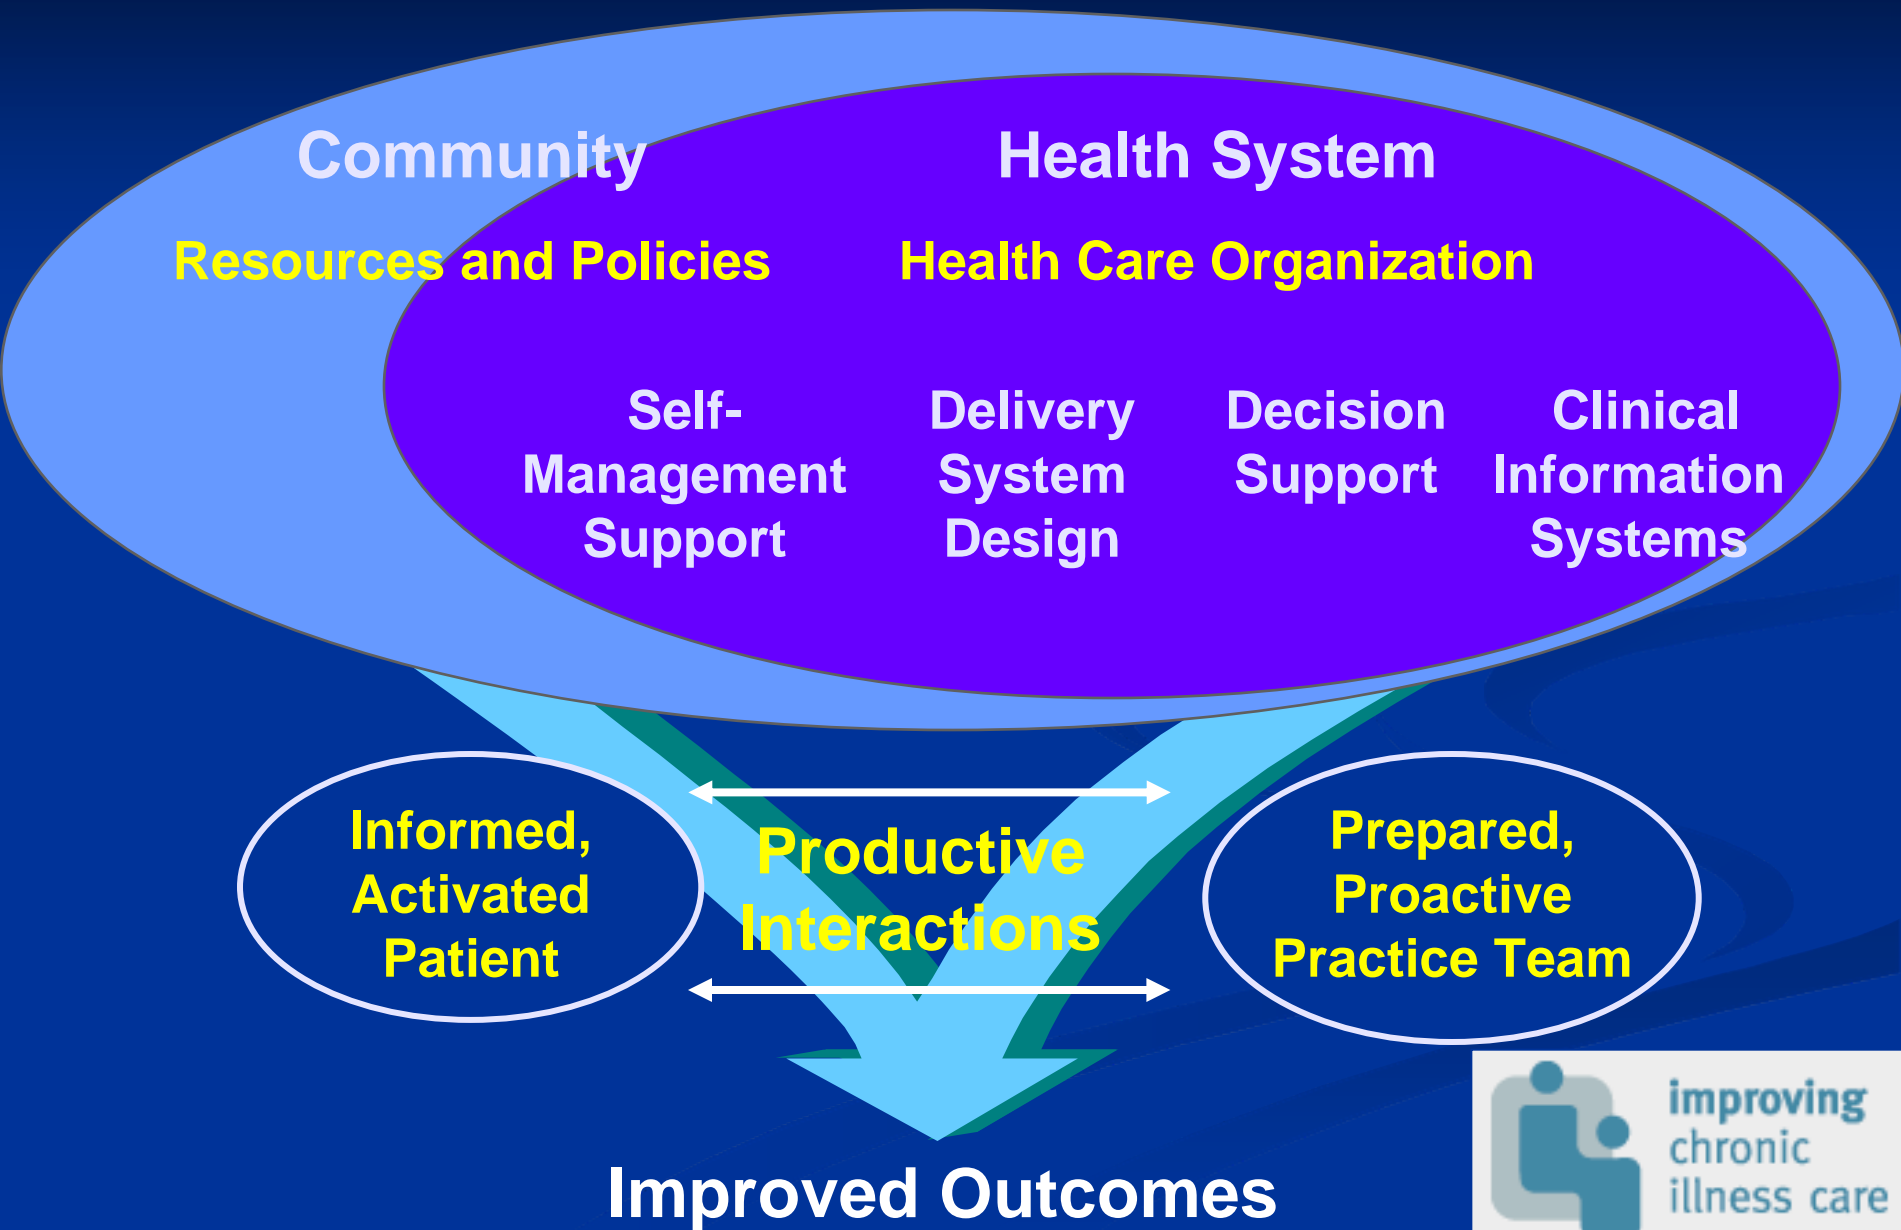 Community
Health System
Resources and Policies
Health Care Organization
Self-
Management
Support
Delivery
System
Design
Decision
Support
Clinical
Information
Systems
Informed,
Activated
Patient
Productive
Interactions
Prepared,
Proactive
Practice Team
Improved Outcomes
improving
chronic
illness care